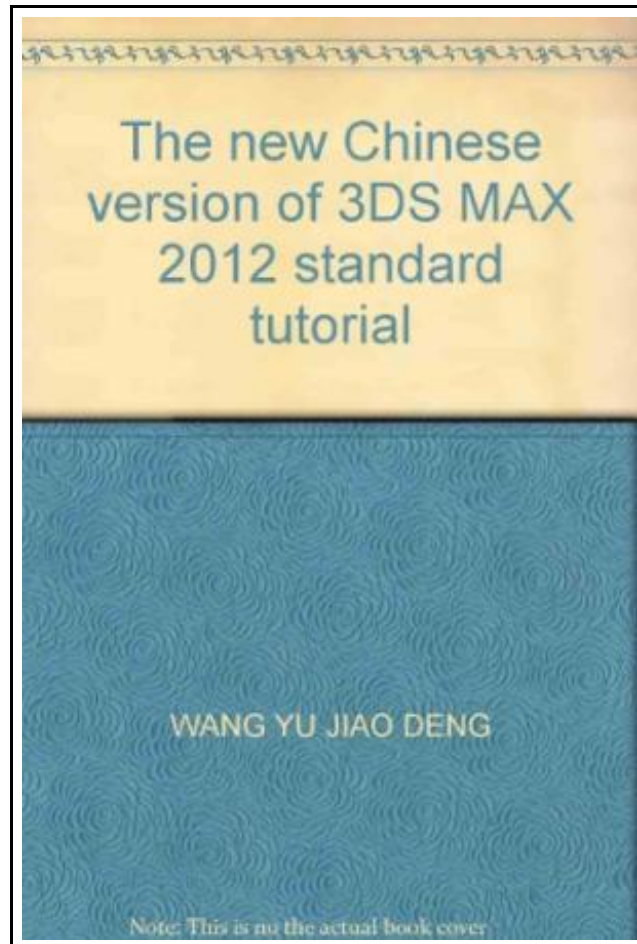 The new Chinese
version of 3DS MAX
2012 standard
tutorial
WANG YU JIAO DENG
Note: This is no the actual book cover